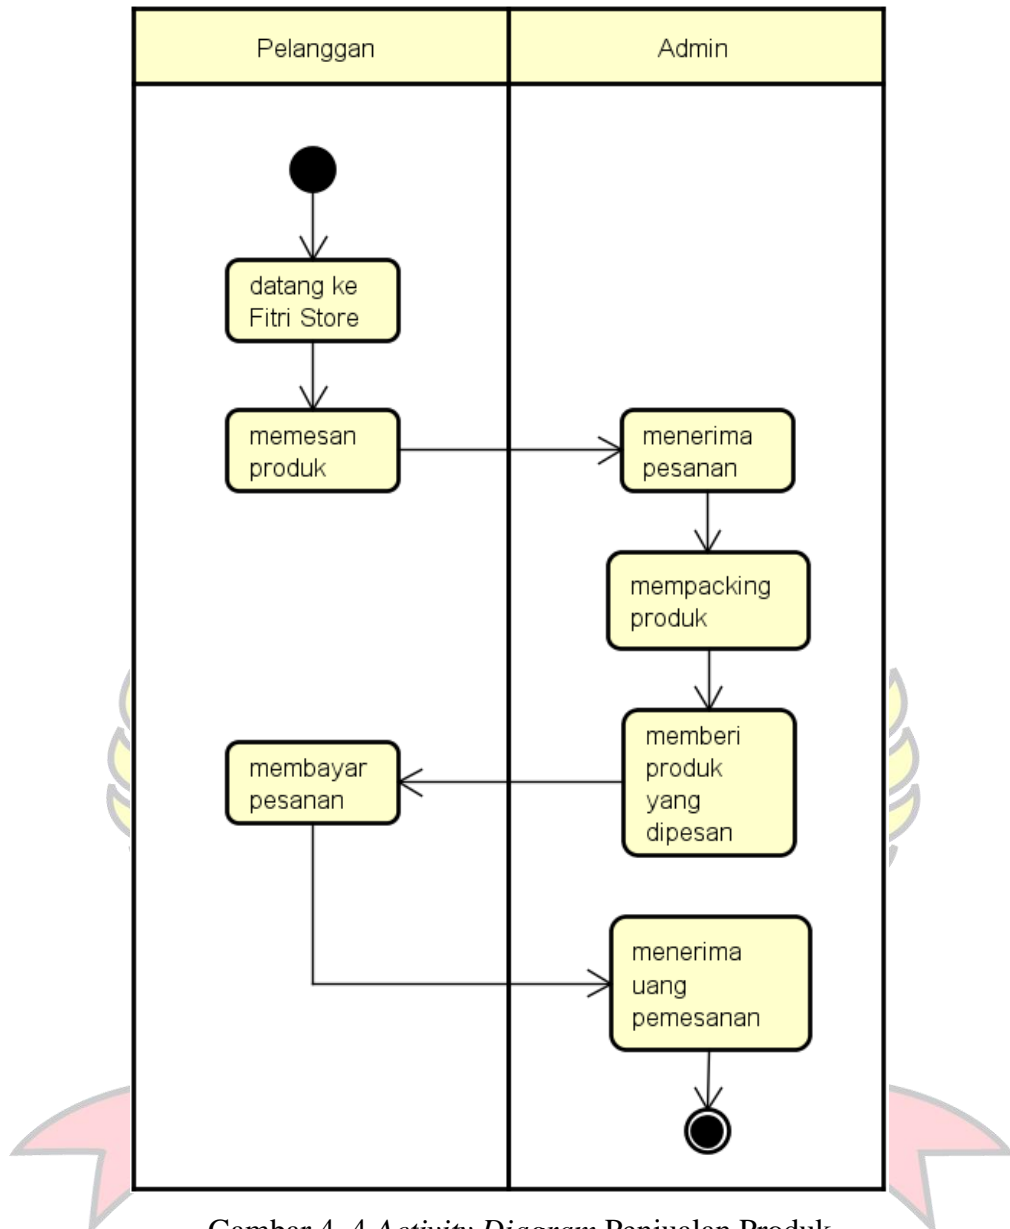 Pelanggan
Admin
datang ke
Fitri Store
memesan
produk
menerima
pesanan
mempacking
produk
memberi
produk
yang
dipesan
membayar
pesanan
menerima
uang
pemesanan
Gambar 4. 4 Activity Diagram Penjualan Produk